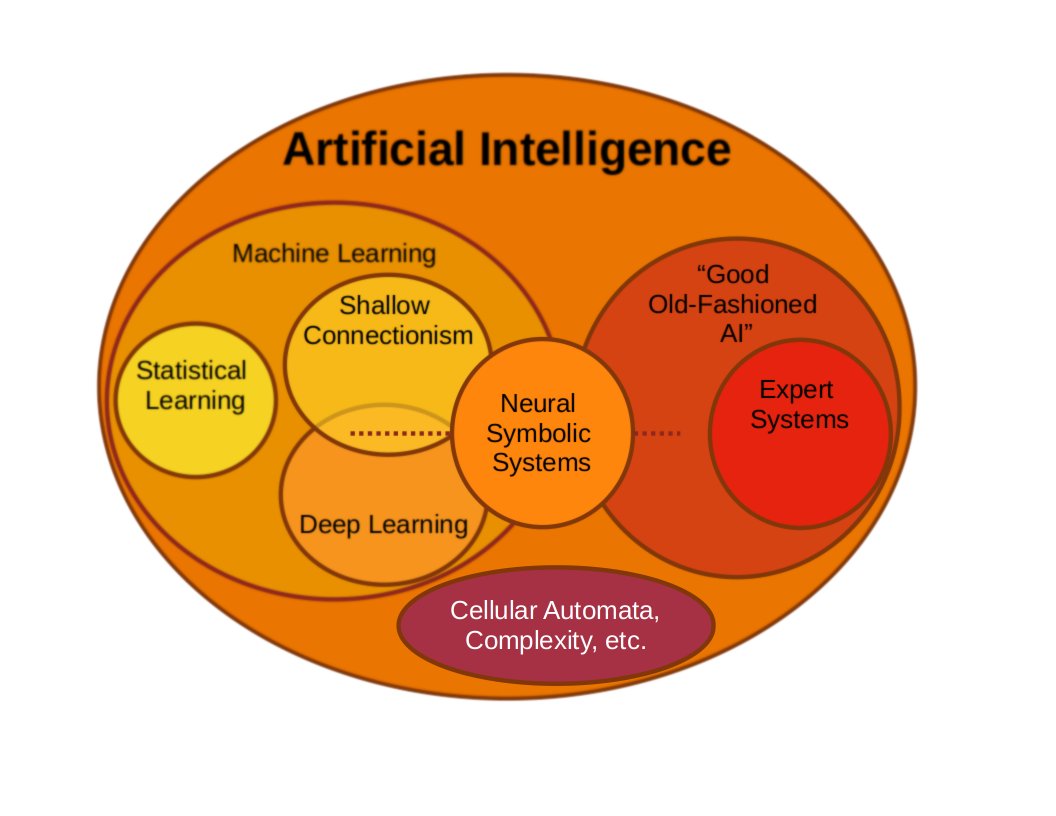 Artificial Intelligence
Machine Learning
Shallow
Connectionism
Statistical
Learning
Deep Learning
Neural
Symbolic
Systems
“Good
Old-Fashioned
AI”
Expert
Systems
Cellular Automata,
Complexity, etc.